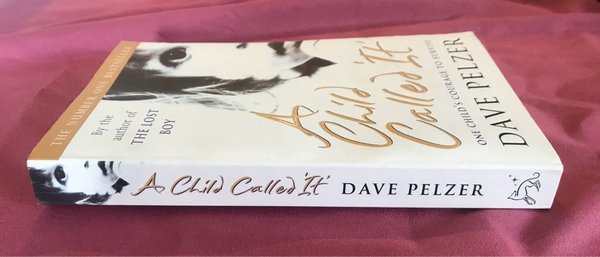 THE NUMBER ONE BESTSELLER
By the
author of
THE LOST
BOY
A
Child
Called 'It'
ONE CHILD'S COURAGE TO SURVIVE
DAVE PELZER
A Child Called 'It' DAVE PELZER